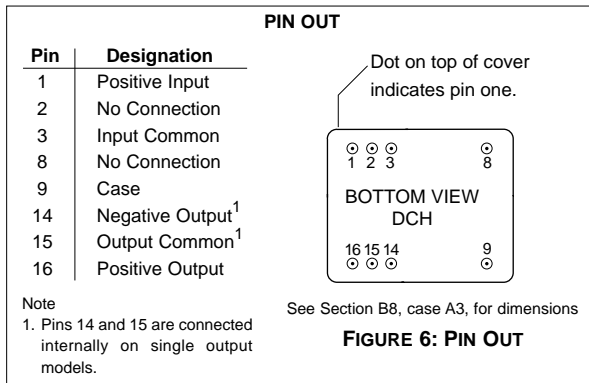 PIN OUT
Pin Designation
1 Positive Input
2 No Connection
3 Input Common
8 No Connection
9 Case
14 Negative Output1
15 Output Common1
16 Positive Output
Note
1. Pins 14 and 15 are connected
internally on single output
models.
Dot on top of cover
indicates pin one.
1 2 3 8
BOTTOM VIEW
DCH
16 15 14 9
See Section B8, case A3, for dimensions
FIGURE 6: PIN OUT